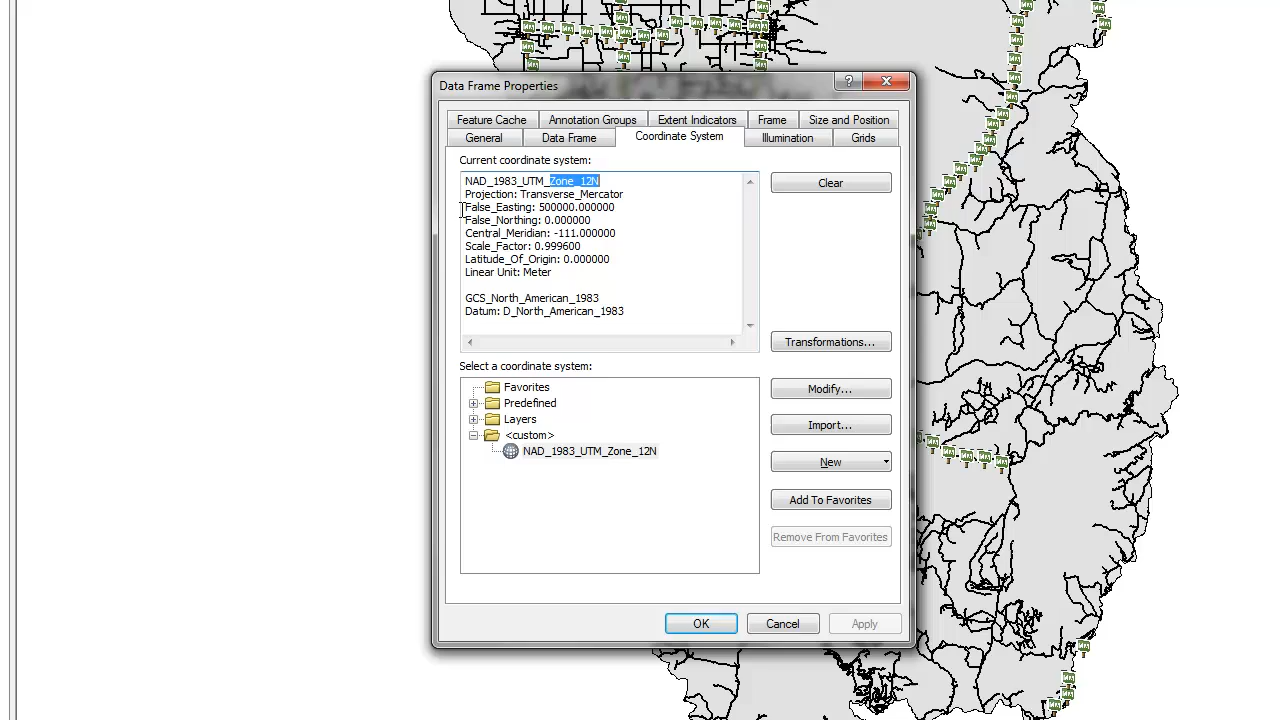 Data Frame Properties
?
Feature Cache Annotation Groups Extent Indicators Frame Size and Position
General Data Frame Coordinate System Illumination Grids
Current coordinate system:
NAD_1983_UTM_Zone_12N
Projection: Transverse_Mercator
False_Easting: 500000.000000
False_Northing: 0.000000
Central_Meridian: -111.000000
Scale_Factor: 0.999600
Latitude_Of_Origin: 0.000000
Linear Unit: Meter
GCS_North_American_1983
Datum: D_North_American_1983
Clear
Transformations...
Select a coordinate system:
Favorites
Predefined
Layers
<custom>
NAD_1983_UTM_Zone_12N
Modify...
Import...
New
Add To Favorites
Remove From Favorites
OK Cancel Apply